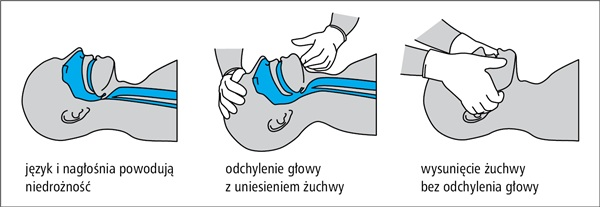 język i nagłośnia powodują
niedrożność
odchylenie głowy
z uniesieniem żuchwy
wysunięcie żuchwy
bez odchylenia głowy